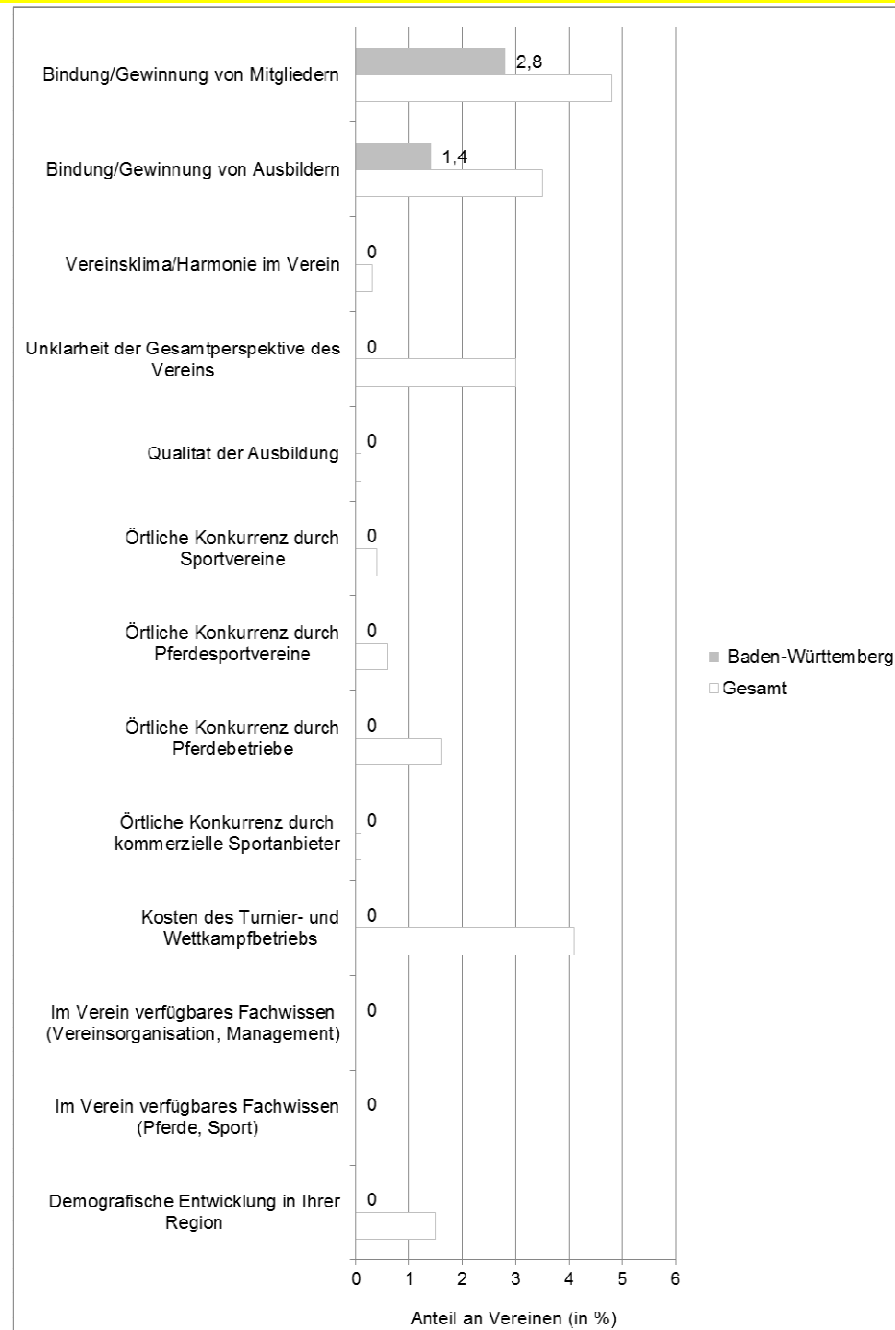 Bindung/Gewinnung von Mitgliedern
2,8
Bindung/Gewinnung von Ausbildern
1,4
Vereinsklima/Harmonie im Verein
0
Unklarheit der Gesamtperspektive des
Vereins
0
Qualitat der Ausbildung
0
Örtliche Konkurrenz durch
Sportvereine
0
Örtliche Konkurrenz durch
Pferdesportvereine
0
Örtliche Konkurrenz durch
Pferdebetriebe
0
Örtliche Konkurrenz durch
kommerzielle Sportanbieter
0
Kosten des Turnier- und
Wettkampfbetriebs
0
Im Verein verfügbares Fachwissen
(Vereinsorganisation, Management)
0
Im Verein verfügbares Fachwissen
(Pferde, Sport)
0
Demografische Entwicklung in Ihrer
Region
0
0 1 2 3 4 5 6
Anteil an Vereinen (in %)
Baden-Württemberg
Gesamt